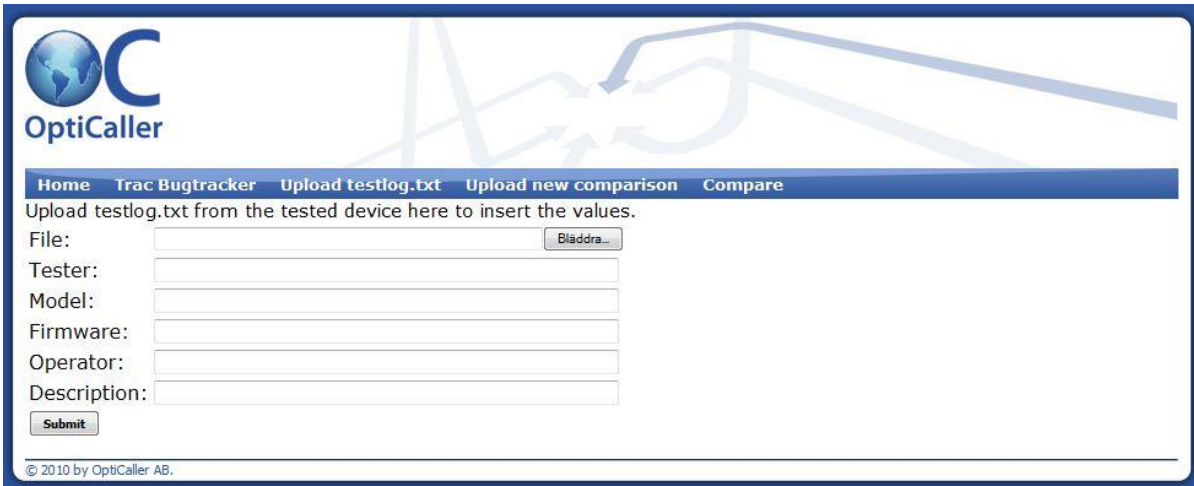 OC
OptiCaller
Home Trac Bugtracker Upload testlog.txt Upload new comparison Compare
Upload testlog.txt from the tested device here to insert the values.
File: Bläddra...
Tester:
Model:
Firmware:
Operator:
Description:
Submit
© 2010 by OptiCaller AB.